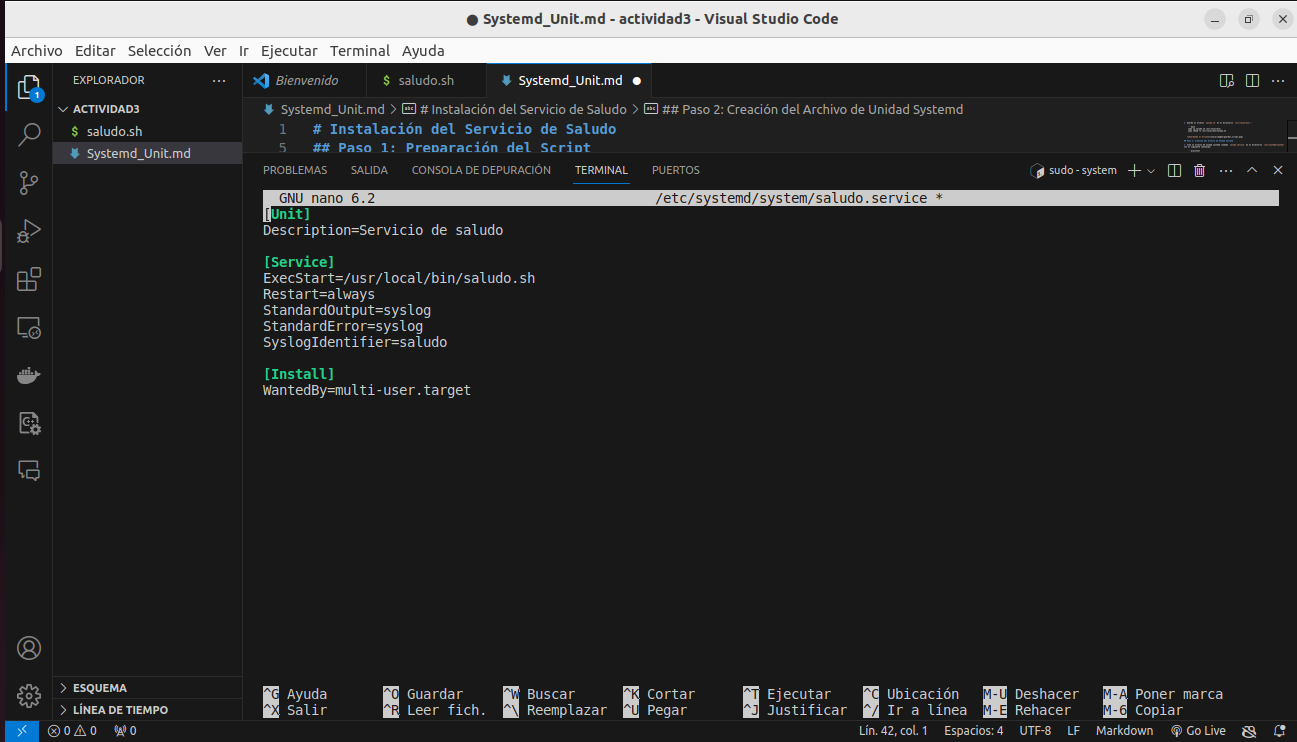 ● Systemd_Unit.md - actividad3 - Visual Studio Code
Archivo Editar Selección Ver Ir Ejecutar Terminal Ayuda
EXPLORADOR
ACTIVIDAD3
$ saludo.sh
Systemd_Unit.md
ESQUEMA
LÍNEA DE TIEMPO
1
Bienvenido
$ saludo.sh
Systemd_Unit.md ●
Systemd_Unit.md > # Instalación del Servicio de Saludo > ## Paso 2: Creación del Archivo de Unidad Systemd
1 # Instalación del Servicio de Saludo
5 ## Paso 1: Preparación del Script
PROBLEMAS SALIDA CONSOLA DE DEPURACIÓN TERMINAL PUERTOS
sudo - system
GNU nano 6.2 /etc/systemd/system/saludo.service *
[Unit]
Description=Servicio de saludo
[Service]
ExecStart=/usr/local/bin/saludo.sh
Restart=always
StandardOutput=syslog
StandardError=syslog
SyslogIdentifier=saludo
[Install]
WantedBy=multi-user.target
^G Ayuda ^O Guardar ^W Buscar ^K Cortar ^T Ejecutar ^C Ubicación M-U Deshacer M-A Poner marca
^X Salir ^R Leer fich. ^\ Reemplazar ^U Pegar ^J Justificar ^/ Ir a línea M-E Rehacer M-6 Copiar
0 0 0 Lín. 42, col. 1 Espacios: 4 UTF-8 LF Markdown Go Live